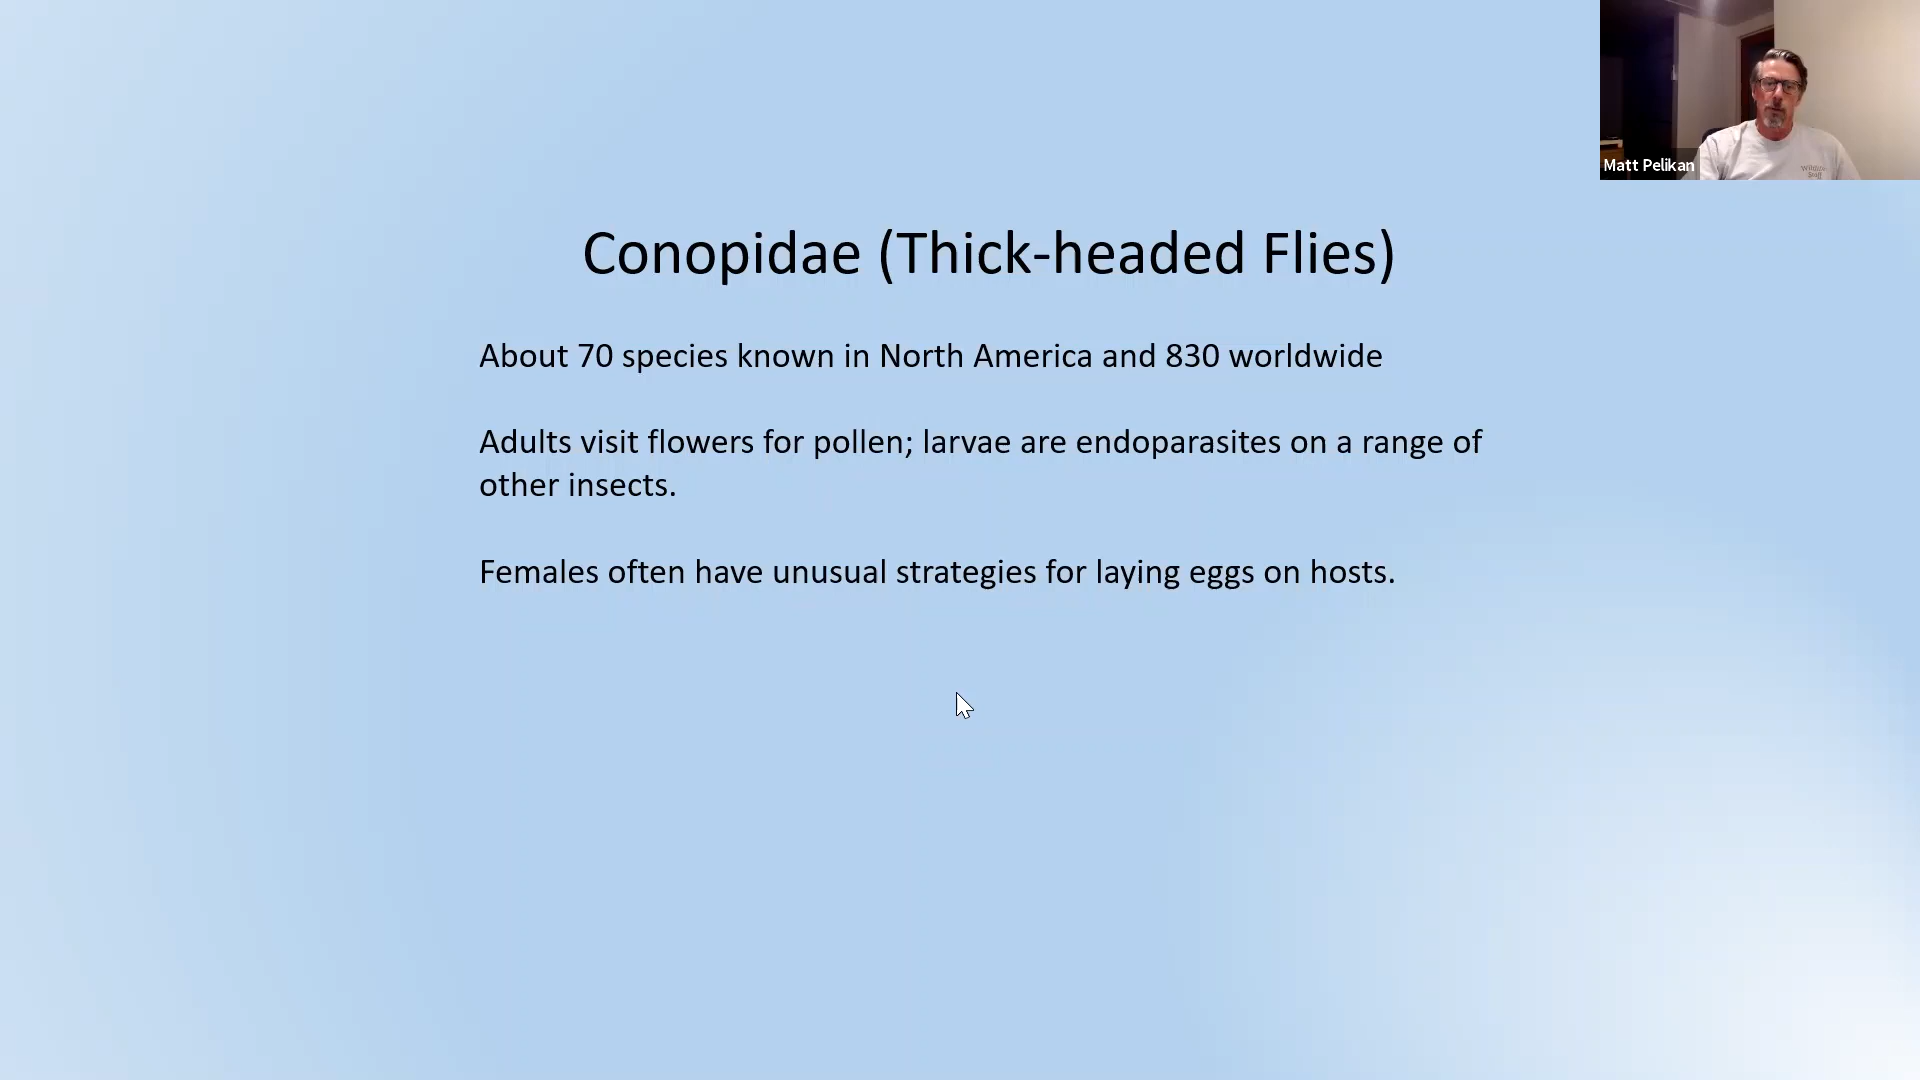 Matt Pelikan
Conopidae (Thick-headed Flies)
About 70 species known in North America and 830 worldwide
Adults visit flowers for pollen; larvae are endoparasites on a range of
other insects.
Females often have unusual strategies for laying eggs on hosts.